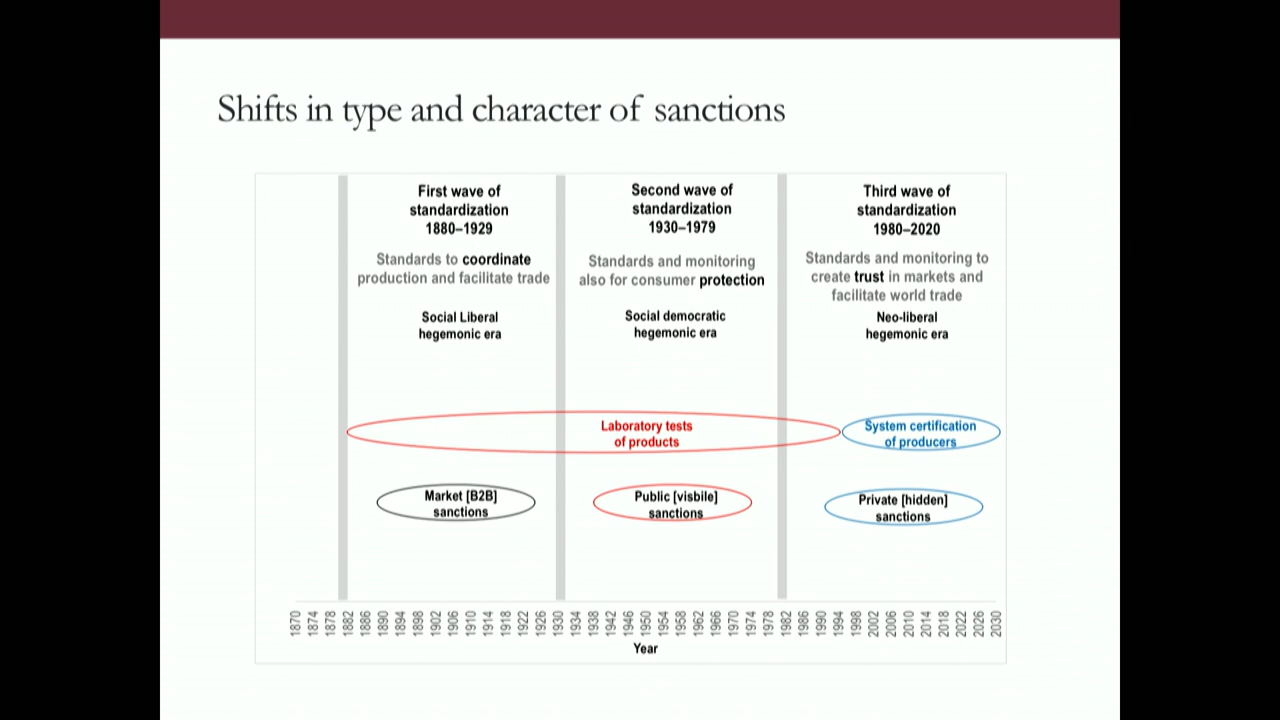 Shifts in type and character of sanctions
First wave of
standardization
1880–1929
Standards to coordinate
production and facilitate trade
Social Liberal
hegemonic era
Second wave of
standardization
1930–1979
Standards and monitoring
also for consumer protection
Social democratic
hegemonic era
Third wave of
standardization
1980–2020
Standards and monitoring to
create trust in markets and
facilitate world trade
Neo-liberal
hegemonic era
Laboratory tests
of products
System certification
of producers
Market [B2B]
sanctions
Public [visbile]
sanctions
Private [hidden]
sanctions
1870 1874 1878 1882 1886 1890 1894 1898 1902 1906 1910 1914 1918 1922 1926 1930 1934 1938 1942 1946 1950 1954 1958 1962 1966 1970 1974 1978 1982 1986 1990 1994 1998 2002 2006 2010 2014 2018 2022 2026 2030
Year